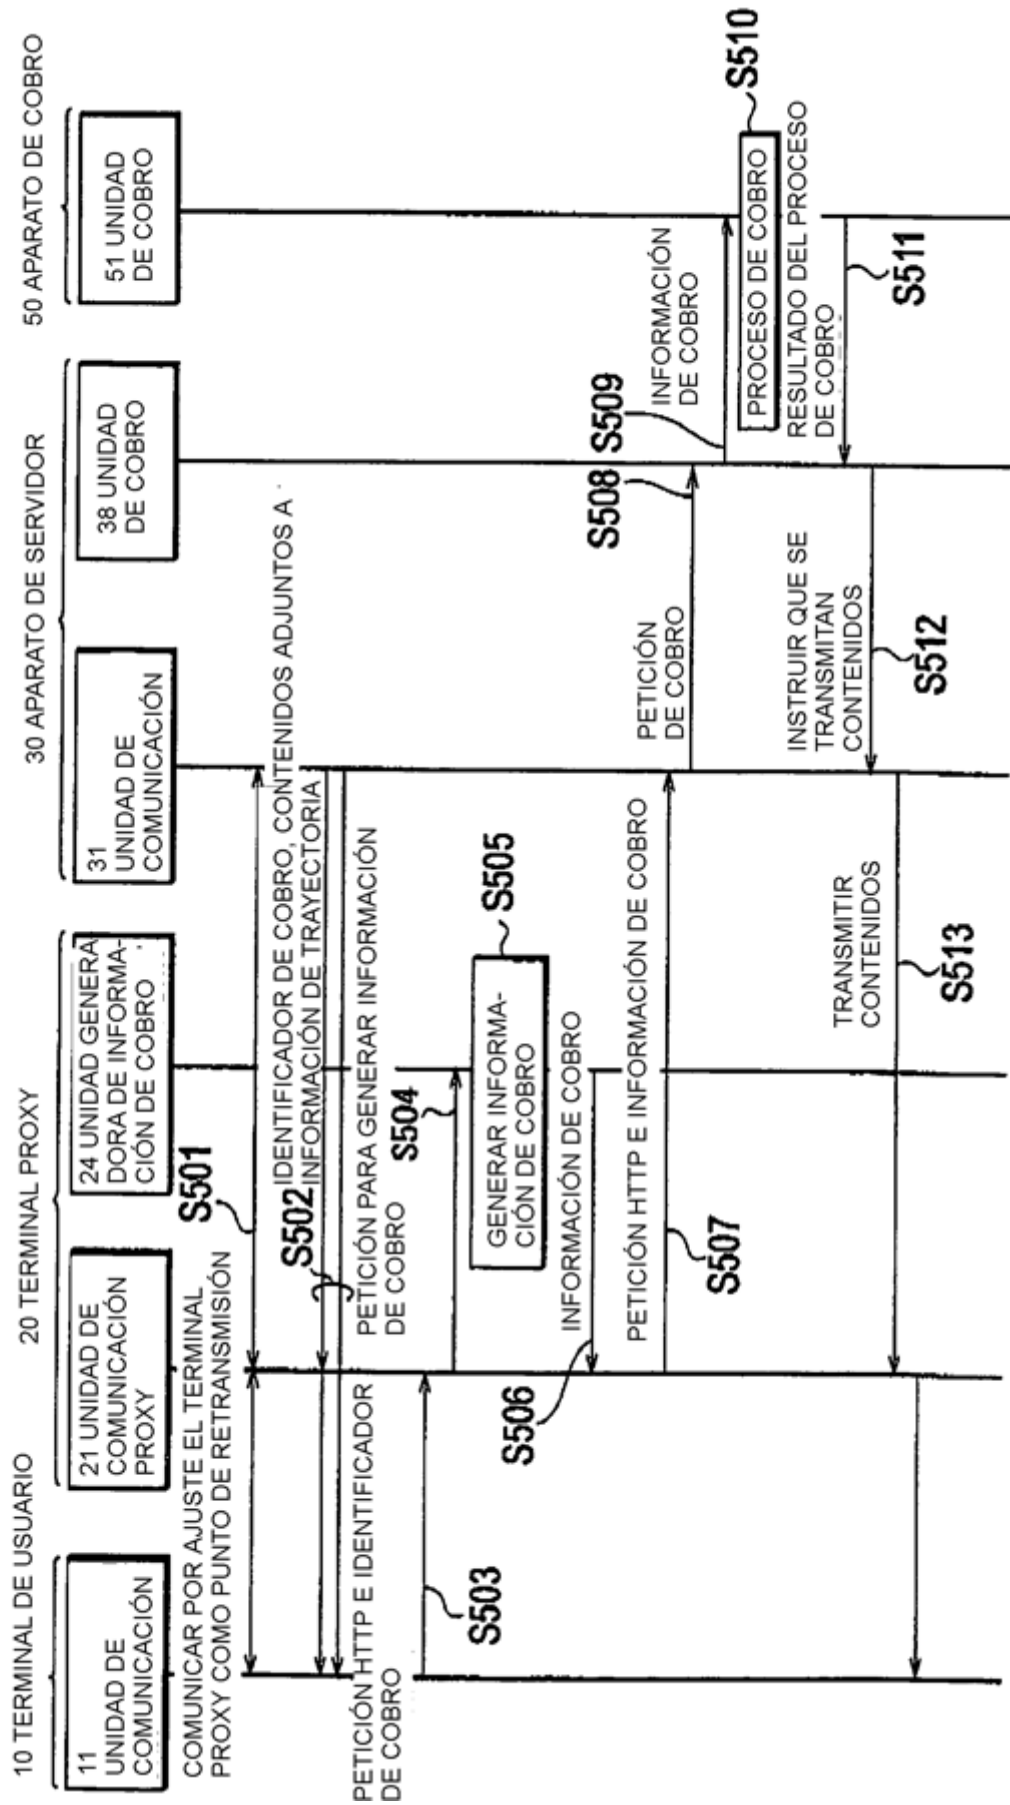 10 TERMINAL DE USUARIO
20 TERMINAL PROXY
30 APARATO DE SERVIDOR
50 APARATO DE COBRO
11
UNIDAD DE
COMUNICACIÓN
21 UNIDAD DE
COMUNICACIÓN
PROXY
24 UNIDAD GENERA
DORA DE INFORMA-
CIÓN DE COBRO
31
UNIDAD DE
COMUNICACIÓN
38 UNIDAD
DE COBRO
51 UNIDAD
DE COBRO
COMUNICAR POR AJUSTE EL TERMINAL
PROXY COMO PUNTO DE RETRANSMISIÓN
S501
IDENTIFICADOR DE COBRO, CONTENIDOS ADJUNTOS A
INFORMACIÓN DE TRAYECTORIA
S502
PETICIÓN HTTP E IDENTIFICADOR
DE COBRO
S503
PETICIÓN PARA GENERAR INFORMACIÓN
DE COBRO
S504
GENERAR INFORMA-
CIÓN DE COBRO
S505
INFORMACIÓN DE COBRO
S506
PETICIÓN HTTP E INFORMACIÓN DE COBRO
S507
PETICIÓN
DE COBRO
S508
INFORMACIÓN
DE COBRO
S509
PROCESO DE COBRO
S510
RESULTADO DEL PROCESO
DE COBRO
S511
INSTRUIR QUE SE
TRANSMITAN
CONTENIDOS
S512
TRANSMITIR
CONTENIDOS
S513